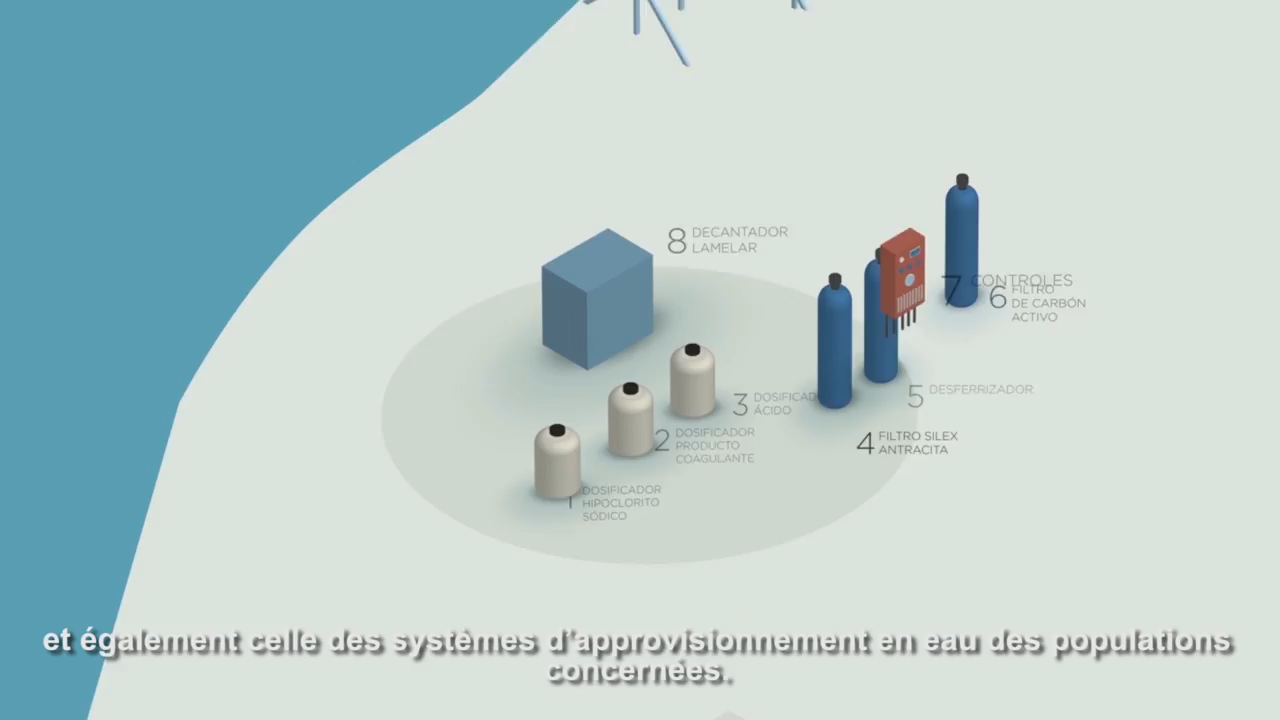 8 DECANTADOR
LAMELAR
7 CONTROLES
6 FILTRO
DE CARBÓN
ACTIVO
5 DESFERRIZADOR
3
ÁCIDO
4 FILTRO SILEX
ANTRACITA
2 DOSIFICADOR
PRODUCTO
COAGULANTE
1 DOSIFICADOR
HIPOCLORITO
SÓDICO
et également celle des systèmes d'approvisionnement en eau des populations
concernées.